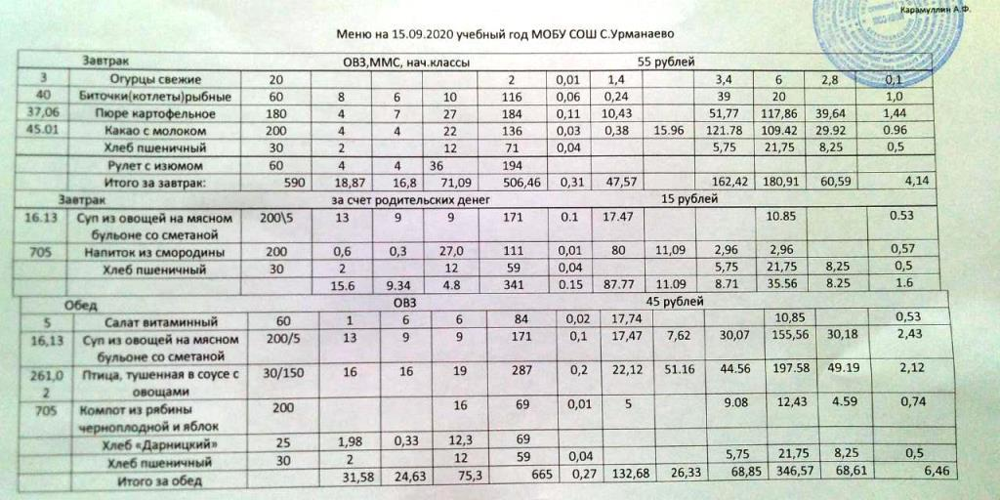 Карамуллин А.Ф.
Меню на 15.09.2020 учебный год МОБУ СОШ С.Урманаево
Завтрак ОВЗ,ММС, нач.классы 55 рублей
3 Огурцы свежие 20 2 0,01 1,4 3,4 6 2,8 0,1
40 Биточки(котлеты)рыбные 60 8 6 10 116 0,06 0,24 39 20 1,0
37,06 Пюре картофельное 180 4 7 27 184 0,11 10,43 51,77 117,86 39,64 1,44
45.01 Какао с молоком 200 4 4 22 136 0,03 0,38 15.96 121.78 109.42 29.92 0.96
Хлеб пшеничный 30 2 12 71 0,04 5,75 21,75 8,25 0,5
Рулет с изюмом 60 4 4 36 194
Итого за завтрак: 590 18,87 16,8 71,09 506,46 0,31 47,57 162,42 180,91 60,59 4,14
Завтрак за счет родительских денег 15 рублей
16.13 Суп из овощей на мясном 200\5 13 9 9 171 0.1 17.47 10.85 0.53
бульоне со сметаной
705 Напиток из смородины 200 0,6 0,3 27,0 111 0,01 80 11,09 2,96 2,96 0,57
Хлеб пшеничный 30 2 12 59 0,04 5,75 21,75 8,25 0,5
15.6 9.34 4.8 341 0.15 87.77 11.09 8.71 35.56 8.25 1.6
Обед ОВЗ 45 рублей
5 Салат витаминный 60 1 6 6 84 0,02 17,74 10,85 0,53
16,13 Суп из овощей на мясном 200/5 13 9 9 171 0,1 17,47 7,62 30,07 155,56 30,18 2,43
бульоне со сметаной
261,0 Птица, тушенная в соусе с 30/150 16 16 19 287 0,2 22,12 51.16 44.56 197.58 49.19 2,12
2 овощами
705 Компот из рябины 200 16 69 0,01 5 9.08 12,43 4.59 0,74
черноплодной и яблок
Хлеб «Дарницкий» 25 1,98 0,33 12,3 69
Хлеб пшеничный 30 2 12 59 0,04 5,75 21,75 8,25 0,5
Итого за обед 31,58 24,63 75,3 665 0,27 132,68 26,33 68,85 346,57 68,61 6,46